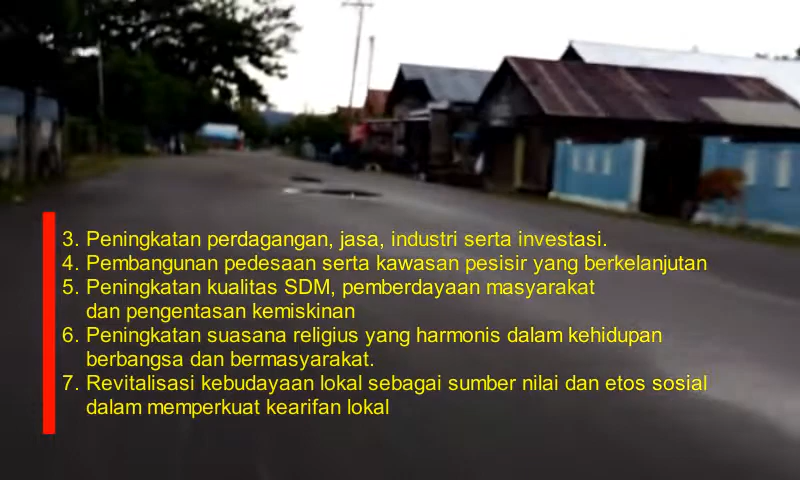 3. Peningkatan perdagangan, jasa, industri serta investasi.
4. Pembangunan pedesaan serta kawasan pesisir yang berkelanjutan
5. Peningkatan kualitas SDM, pemberdayaan masyarakat
dan pengentasan kemiskinan
6. Peningkatan suasana religius yang harmonis dalam kehidupan
berbangsa dan bermasyarakat.
7. Revitalisasi kebudayaan lokal sebagai sumber nilai dan etos sosial
dalam memperkuat kearifan lokal